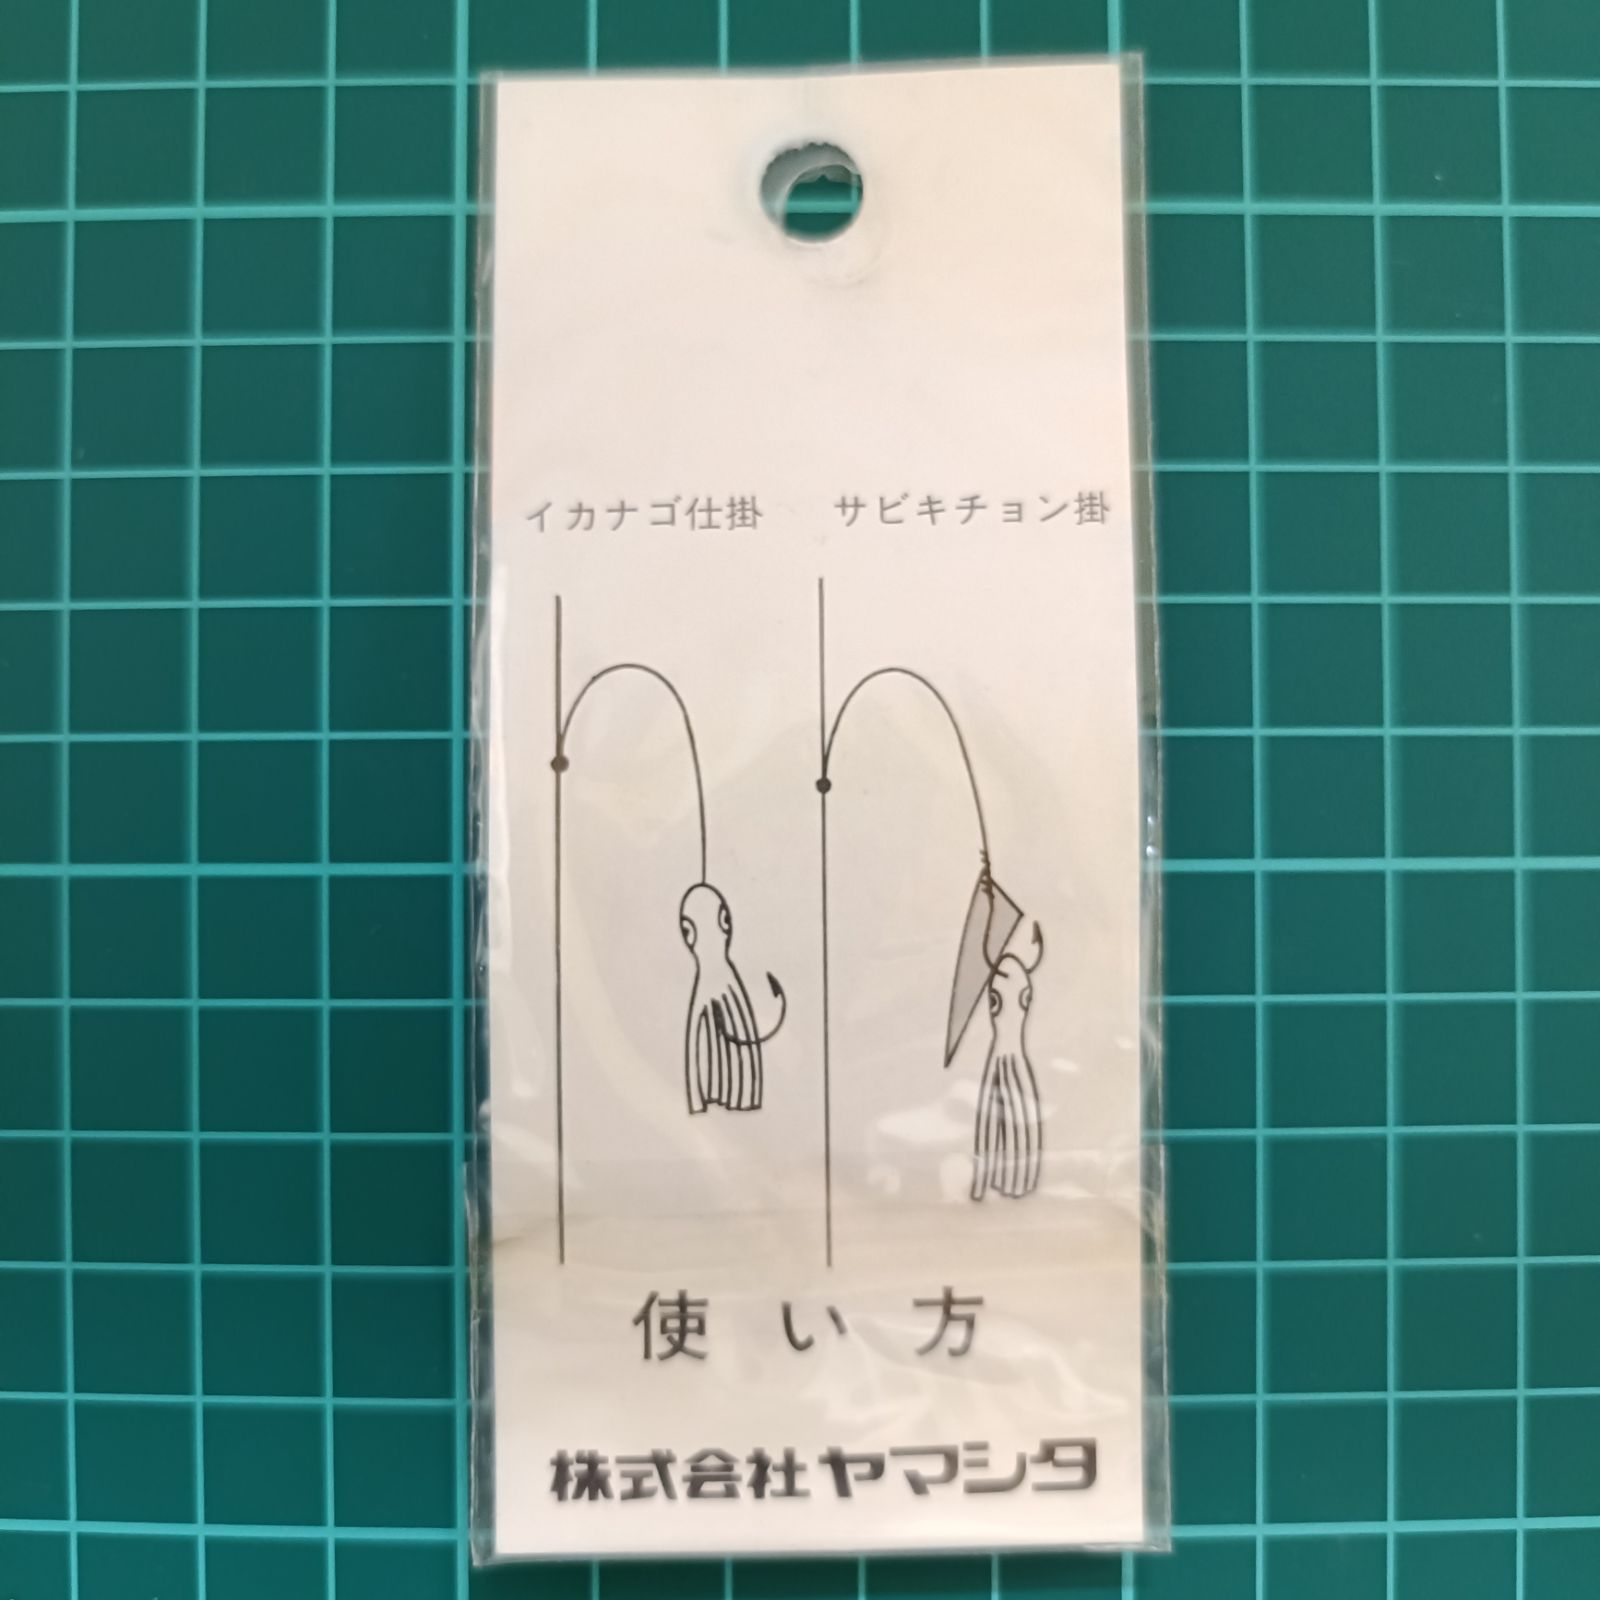 イカナゴ仕掛
サビキチョン掛
使い方
株式会社ヤマシタ